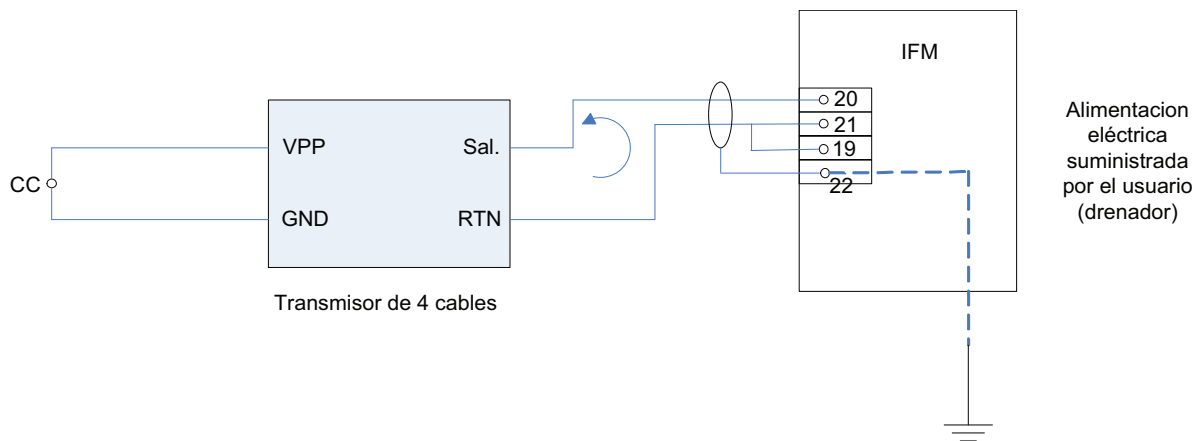 IFM
20
21
19
22
VPP
Sal.
CC
GND
RTN
Transmisor de 4 cables
Alimentacion
eléctrica
suministrada
por el usuario
(drenador)